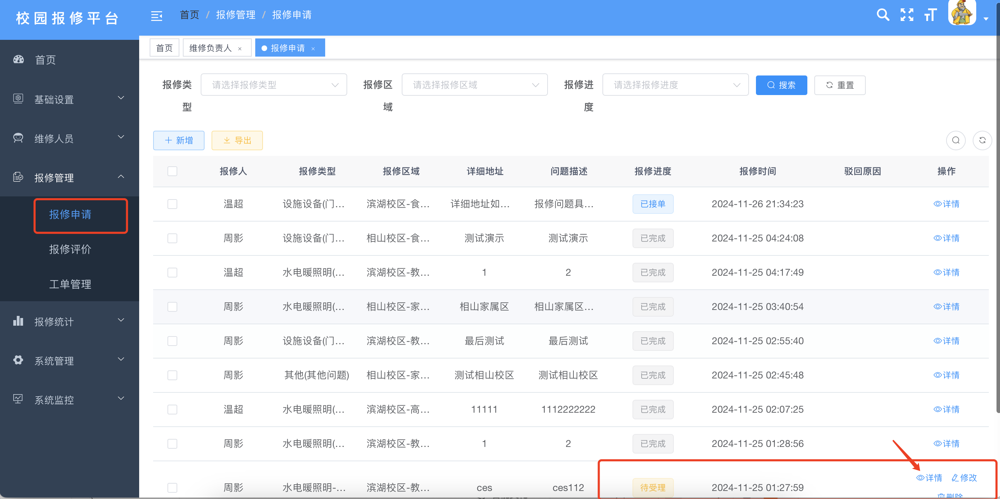 校园报修平台
首页 / 报修管理 / 报修申请
首页
维修负责人 ×
报修申请 ×
首页
基础设置
维修人员
报修管理
报修申请
报修评价
工单管理
报修统计
系统管理
系统监控
报修类型
请选择报修类型
报修区域
请选择报修区域
报修进度
请选择报修进度
搜索
重置
新增
导出
报修人 报修类型 报修区域 详细地址 问题描述 报修进度 报修时间 驳回原因 操作
温超 设施设备(门... 滨湖校区-食... 详细地址如... 报修问题具... 已接单 2024-11-26 21:34:23 详情
周影 设施设备(门... 相山校区-食... 测试演示 测试演示 已完成 2024-11-25 04:24:08 详情
温超 水电暖照明(... 滨湖校区-教... 1 2 已完成 2024-11-25 04:17:49 详情
周影 水电暖照明(... 相山校区-家... 相山家属区 相山家属区... 已完成 2024-11-25 03:40:54 详情
周影 设施设备(门... 滨湖校区-教... 最后测试 最后测试 已完成 2024-11-25 02:55:40 详情
周影 其他(其他问题) 相山校区-家... 测试相山校区 测试相山校区 已完成 2024-11-25 02:45:48 详情
温超 水电暖照明(... 滨湖校区-高... 11111 1112222222 已完成 2024-11-25 02:07:25 详情
周影 水电暖照明(... 滨湖校区-教... 1 2 已完成 2024-11-25 01:28:56 详情
周影 水电暖照明-... 滨湖校区-教... ces ces112 待受理 2024-11-25 01:27:59 详情 修改
删除